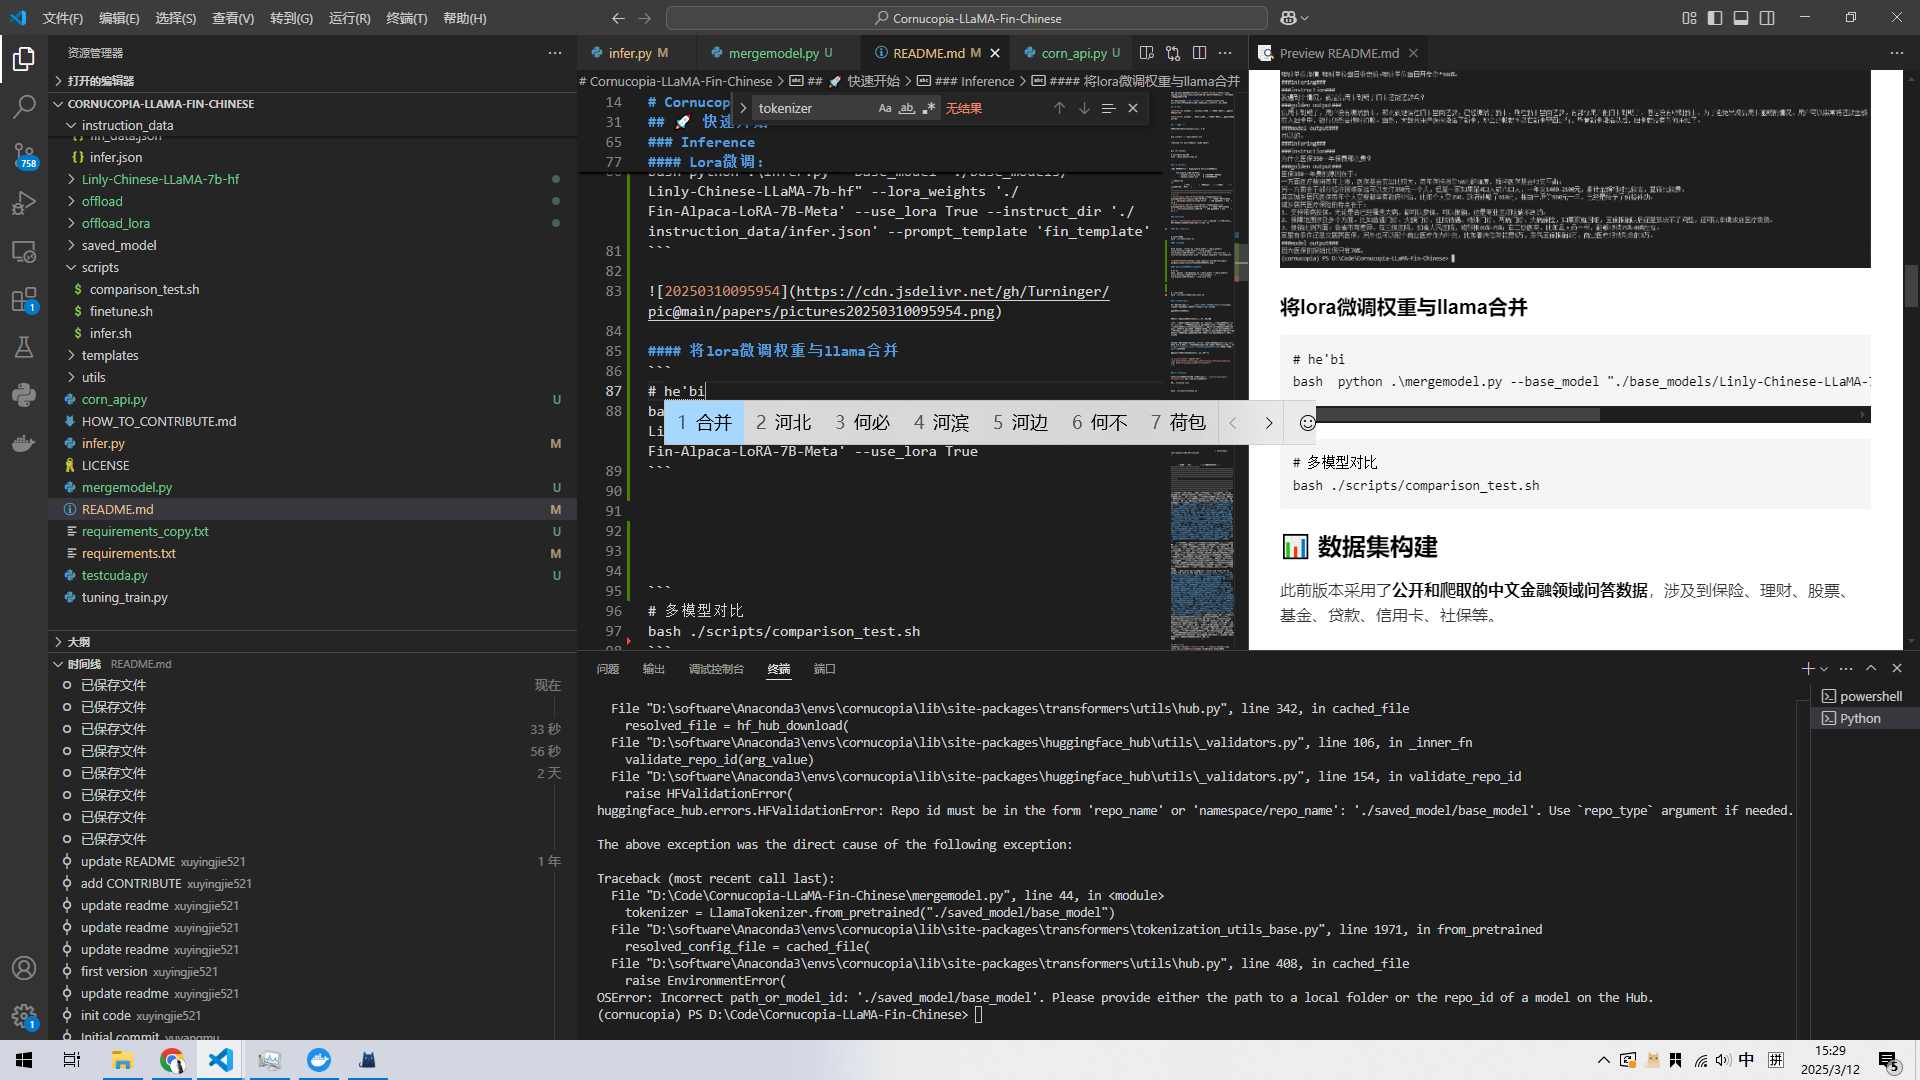 文件(F) 编辑(E) 选择(S) 查看(V) 转到(G) 运行(R) 终端(T) 帮助(H)
Cornucopia-LLaMA-Fin-Chinese
资源管理器
打开的编辑器
CORNUCOPIA-LLAMA-FIN-CHINESE
instruction_data
fin_data.json
infer.json
Linly-Chinese-LLaMA-7b-hf
offload
offload_lora
saved_model
scripts
$ comparison_test.sh
$ finetune.sh
$ infer.sh
templates
utils
corn_api.py U
HOW_TO_CONTRIBUTE.md
infer.py M
LICENSE
mergemodel.py U
README.md M
requirements_copy.txt U
requirements.txt M
testcuda.py U
tuning_train.py
大纲
时间线 README.md
已保存文件 现在
已保存文件
已保存文件 33 秒
已保存文件 56 秒
已保存文件 2 天
已保存文件
已保存文件
已保存文件
update README xuyingjie521 1 年
add CONTRIBUTE xuyingjie521
update readme xuyingjie521
update readme xuyingjie521
update readme xuyingjie521
first version xuyingjie521
update readme xuyingjie521
init code xuyingjie521
Initial commit yuyangmu
758
1
1
infer.py M mergemodel.py U README.md M corn_api.py U
# Cornucopia-LLaMA-Fin-Chinese > ## 🚀 快速开始 > ### Inference > #### 将lora微调权重与llama合并
tokenizer Aa ab 无结果
14 # Cornucop
31 ## 🚀 快速开始
65 ### Inference
77 #### Lora微调:
Linly-Chinese-LLaMA-7b-hf" --lora_weights './
Fin-Alpaca-LoRA-7B-Meta' --use_lora True --instruct_dir './
instruction_data/infer.json' --prompt_template 'fin_template'
81 ```
82
83 ![20250310095954](https://cdn.jsdelivr.net/gh/Turninger/
pic@main/papers/pictures20250310095954.png)
84
85 #### 将lora微调权重与llama合并
86 ```
87 # he'bi
88 ba
1 合并 2 河北 3 何必 4 河滨 5 河边 6 何不 7 荷包
Li
Fin-Alpaca-LoRA-7B-Meta' --use_lora True
89 ```
90
91
92
93
94
95 ```
96 # 多模型对比
97 bash ./scripts/comparison_test.sh
98 ```
Preview README.md
将lora微调权重与llama合并
# he'bi
bash python .\mergemodel.py --base_model "./base_models/Linly-Chinese-LLaMA-7
# 多模型对比
bash ./scripts/comparison_test.sh
📊 数据集构建
此前版本采用了公开和爬取的中文金融领域问答数据，涉及到保险、理财、股票、
基金、贷款、信用卡、社保等。
问题 输出 调试控制台 终端 端口
powershell
Python
File "D:\software\Anaconda3\envs\cornucopia\lib\site-packages\transformers\utils\hub.py", line 342, in cached_file
resolved_file = hf_hub_download(
File "D:\software\Anaconda3\envs\cornucopia\lib\site-packages\huggingface_hub\utils\_validators.py", line 106, in _inner_fn
validate_repo_id(arg_value)
File "D:\software\Anaconda3\envs\cornucopia\lib\site-packages\huggingface_hub\utils\_validators.py", line 154, in validate_repo_id
raise HFValidationError(
huggingface_hub.errors.HFValidationError: Repo id must be in the form 'repo_name' or 'namespace/repo_name': './saved_model/base_model'. Use `repo_type` argument if needed.
The above exception was the direct cause of the following exception:
Traceback (most recent call last):
File "D:\Code\Cornucopia-LLaMA-Fin-Chinese\mergemodel.py", line 44, in <module>
tokenizer = LlamaTokenizer.from_pretrained("./saved_model/base_model")
File "D:\software\Anaconda3\envs\cornucopia\lib\site-packages\transformers\tokenization_utils_base.py", line 1971, in from_pretrained
resolved_config_file = cached_file(
File "D:\software\Anaconda3\envs\cornucopia\lib\site-packages\transformers\utils\hub.py", line 408, in cached_file
raise EnvironmentError(
OSError: Incorrect path_or_model_id: './saved_model/base_model'. Please provide either the path to a local folder or the repo_id of a model on the Hub.
(cornucopia) PS D:\Code\Cornucopia-LLaMA-Fin-Chinese>
中 拼
15:29
2025/3/12
5